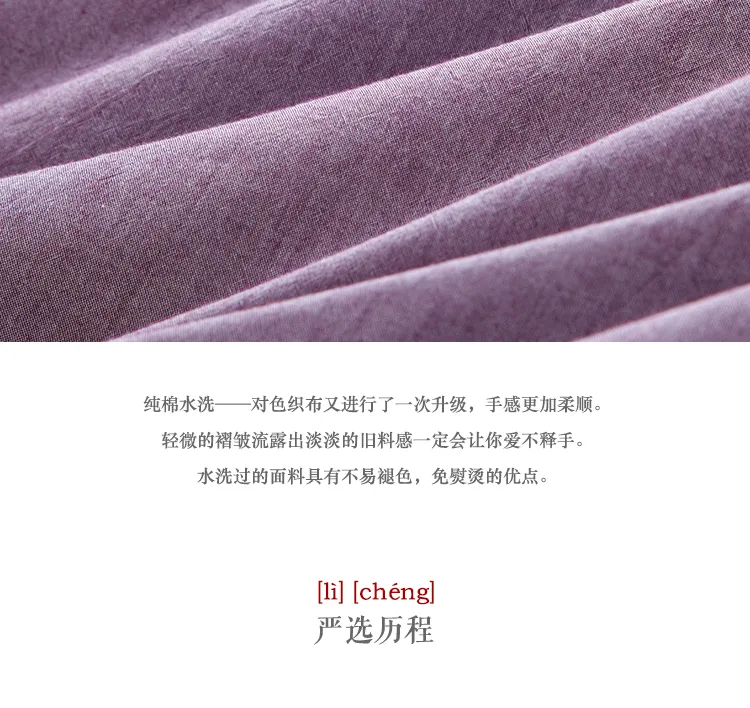 纯棉水洗——对色织布又进行了一次升级，手感更加柔顺。
轻微的褶皱流露出淡淡的旧料感一定会让你爱不释手。
水洗过的面料具有不易褪色，免熨烫的优点。
[lì] [chéng]
严选历程